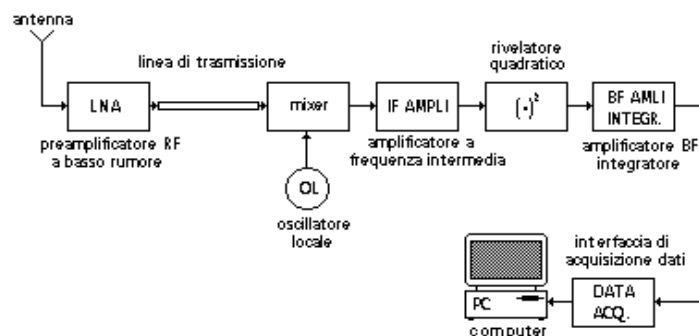 antenna
linea di trasmissione
rivelatore
quadratico
LNA
mixer
IF AMPLI
(·)²
BF AMLI
INTEGR.
preamplificatore RF
a basso rumore
amplificatore a
frequenza intermedia
amplificatore BF
integratore
OL
oscillatore
locale
interfaccia di
acquisizione dati
PC
DATA
ACQ.
computer